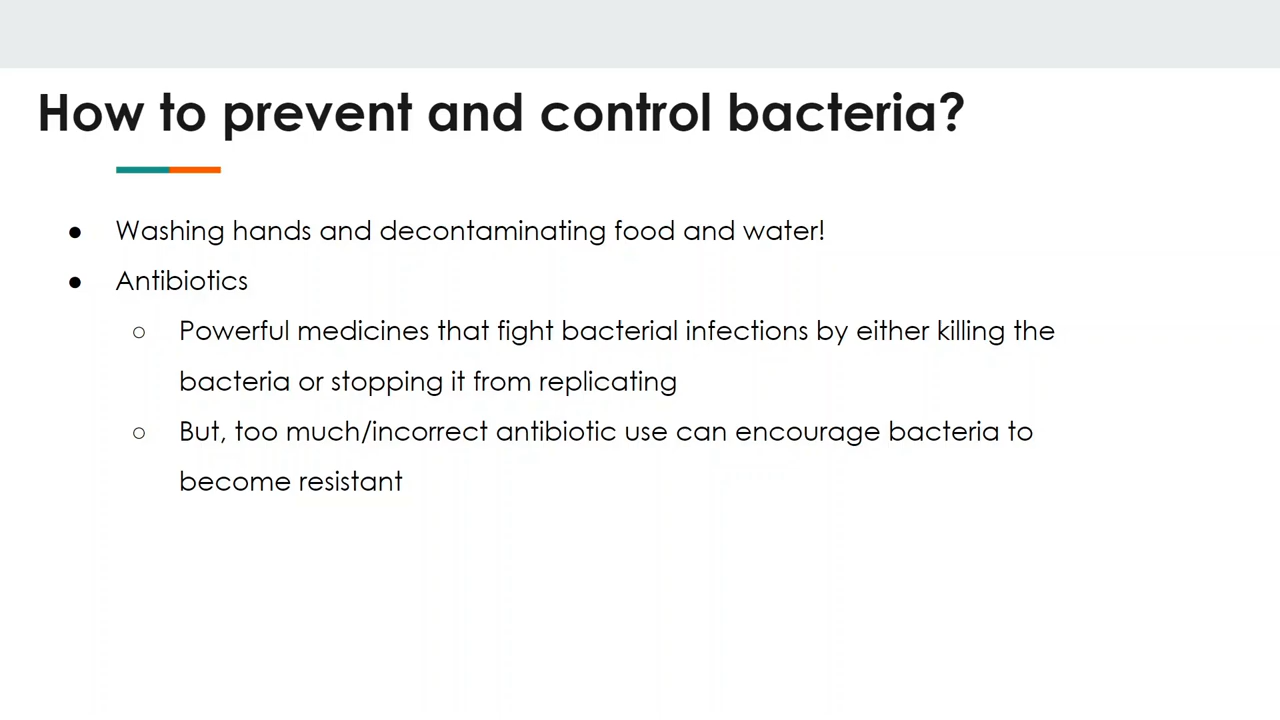 How to prevent and control bacteria?
● Washing hands and decontaminating food and water!
● Antibiotics
○ Powerful medicines that fight bacterial infections by either killing the
bacteria or stopping it from replicating
○ But, too much/incorrect antibiotic use can encourage bacteria to
become resistant